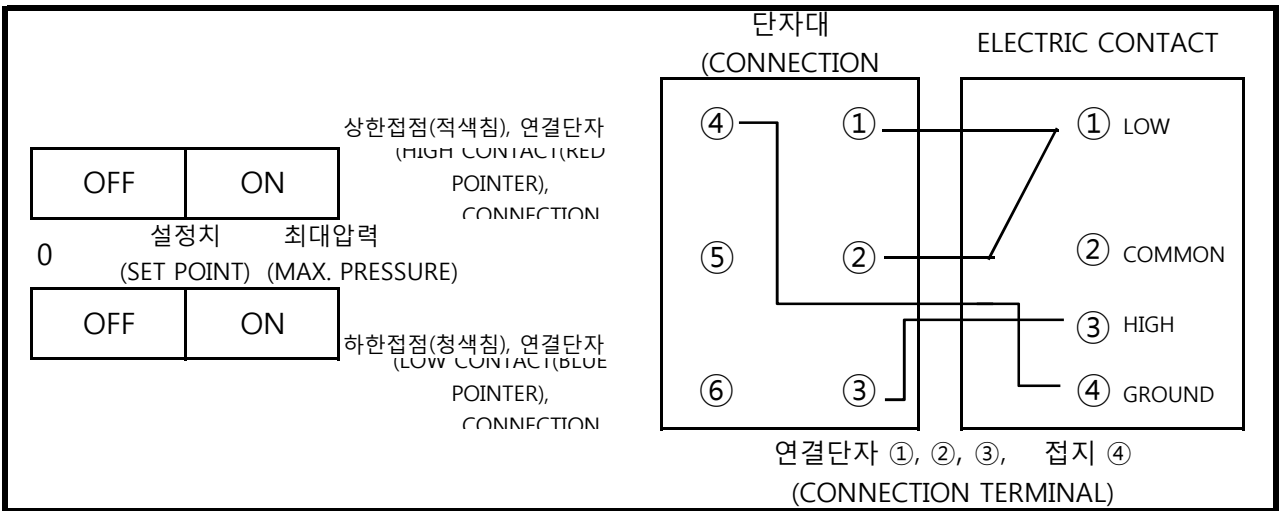 단자대
(CONNECTION
ELECTRIC CONTACT
상한접점(적색침), 연결단자
(HIGH CONTACT(RED
POINTER),
CONNECTION
OFF ON
설정치 최대압력
0
(SET POINT) (MAX. PRESSURE)
OFF ON
하한접점(청색침), 연결단자
(LOW CONTACT(BLUE
POINTER),
CONNECTION
④ ① ① LOW
⑤ ② ② COMMON
③ HIGH
⑥ ③ ④ GROUND
연결단자 ①, ②, ③, 접지 ④
(CONNECTION TERMINAL)